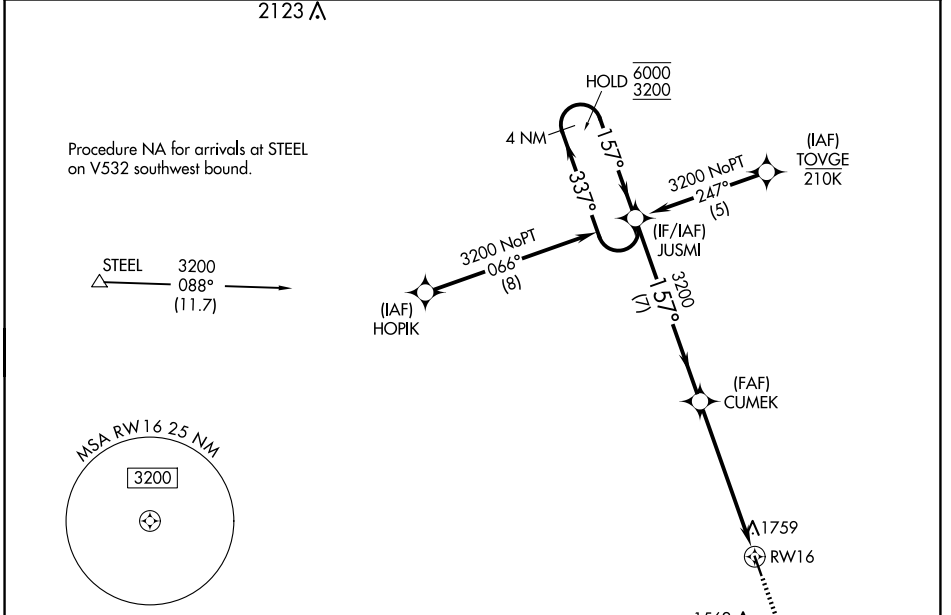 2123
HOLD 6000
3200
4 NM
157°
337°
Procedure NA for arrivals at STEEL
on V532 southwest bound.
(IAF)
TOVGE
210K
3200 NoPT
247°
(5)
(IF/IAF)
JUSMI
3200 NoPT
066°
(8)
STEEL
3200
088°
(11.7)
(IAF)
HOPIK
3200
157°
(7)
(FAF)
CUMEK
MSA RW16 25 NM
3200
1759
RW16